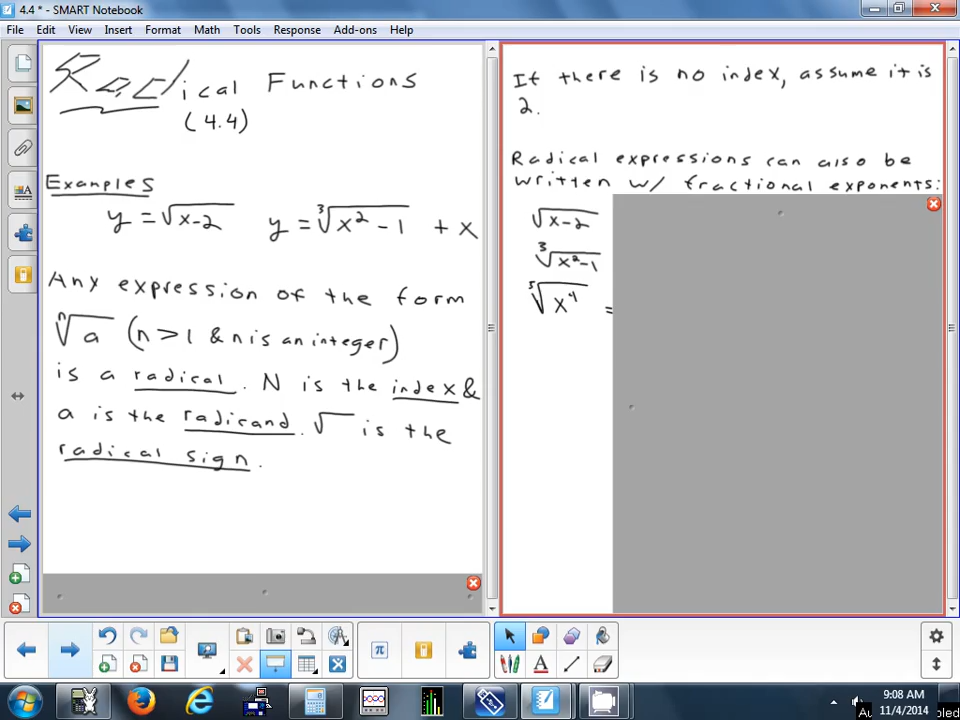 4.4 * - SMART Notebook
File Edit View Insert Format Math Tools Response Add-ons Help
Radical Functions
(4.4)
Examples
y = √x-2 y = ∛x² - 1 + x
Any expression of the form
ⁿ√a (n > 1 & n is an integer)
is a radical. N is the index &
a is the radicand. √ is the
radical sign.
If there is no index, assume it is
2.
Radical expressions can also be
written w/ fractional exponents:
√x-2
∛x²-1
⁵√x⁴ =
9:08 AM
11/4/2014